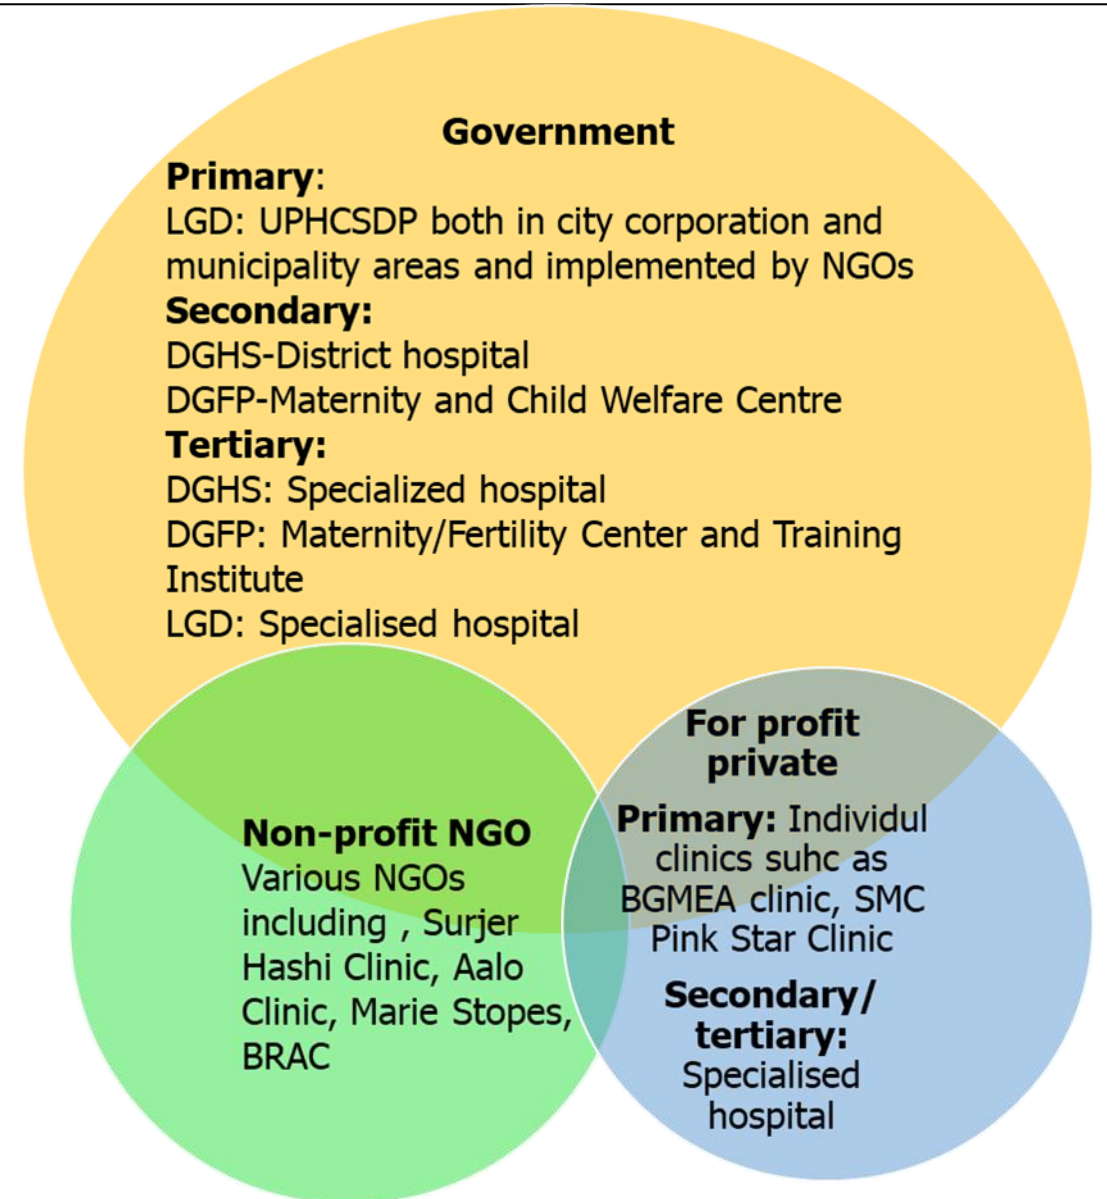 Government
Primary:
LGD: UPHCSDP both in city corporation and
municipality areas and implemented by NGOs
Secondary:
DGHS-District hospital
DGFP-Maternity and Child Welfare Centre
Tertiary:
DGHS: Specialized hospital
DGFP: Maternity/Fertility Center and Training
Institute
LGD: Specialised hospital
Non-profit NGO
Various NGOs
including , Surjer
Hashi Clinic, Aalo
Clinic, Marie Stopes,
BRAC
For profit
private
Primary: Individul
clinics suhc as
BGMEA clinic, SMC
Pink Star Clinic
Secondary/
tertiary:
Specialised
hospital